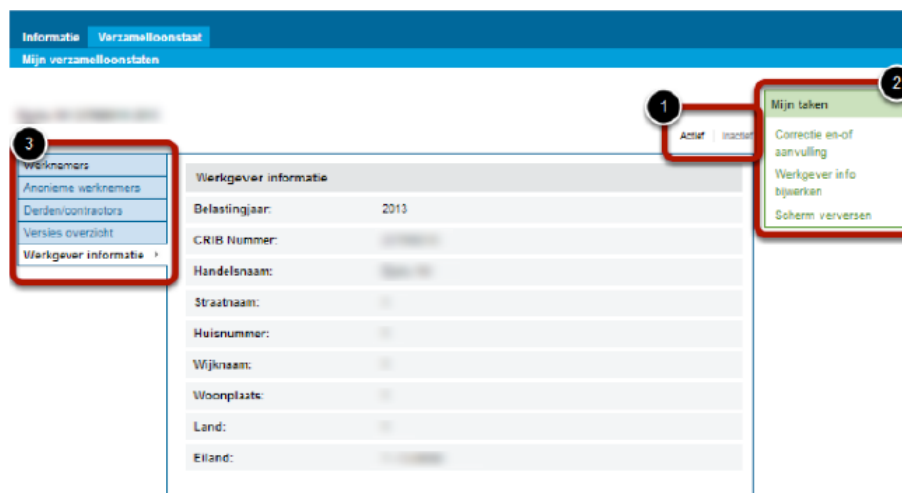 Informatie Verzamelloonstaat
Mijn verzamelloonstaten
1
2
Mijn taken
Actief Inactief
Correctie en-of
aanvulling
Werkgever info
bijwerken
Scherm verversen
3
Werknemers
Anonieme werknemers
Derden/contractors
Versies overzicht
Werkgever informatie
Werkgever informatie
Belastingjaar: 2013
CRIB Nummer:
Handelsnaam:
Straatnaam:
Huisnummer:
Wijknaam:
Woonplaats:
Land:
Eiland: